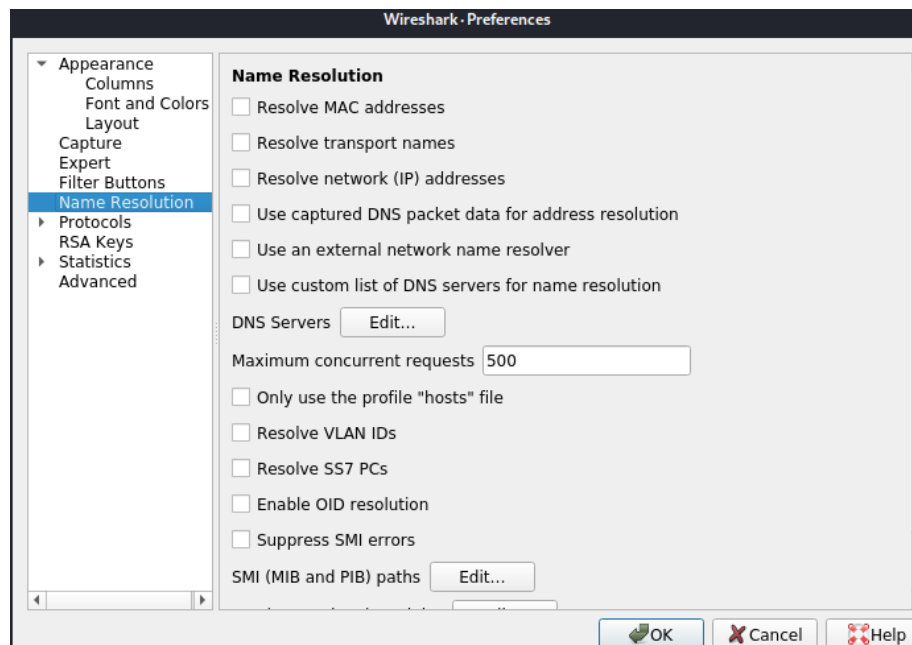 Wireshark · Preferences
Appearance
Columns
Font and Colors
Layout
Capture
Expert
Filter Buttons
Name Resolution
Protocols
RSA Keys
Statistics
Advanced
Name Resolution
Resolve MAC addresses
Resolve transport names
Resolve network (IP) addresses
Use captured DNS packet data for address resolution
Use an external network name resolver
Use custom list of DNS servers for name resolution
DNS Servers Edit...
Maximum concurrent requests 500
Only use the profile "hosts" file
Resolve VLAN IDs
Resolve SS7 PCs
Enable OID resolution
Suppress SMI errors
SMI (MIB and PIB) paths Edit...
OK Cancel Help